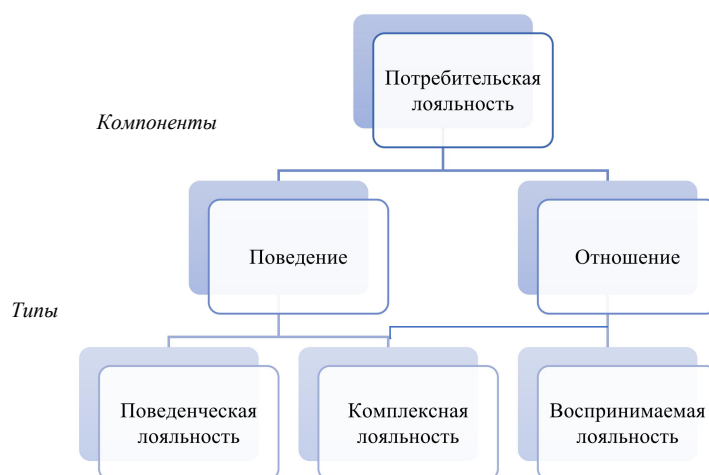 Потребительская
лояльность
Компоненты
Поведение
Отношение
Типы
Поведенческая
лояльность
Комплексная
лояльность
Воспринимаемая
лояльность